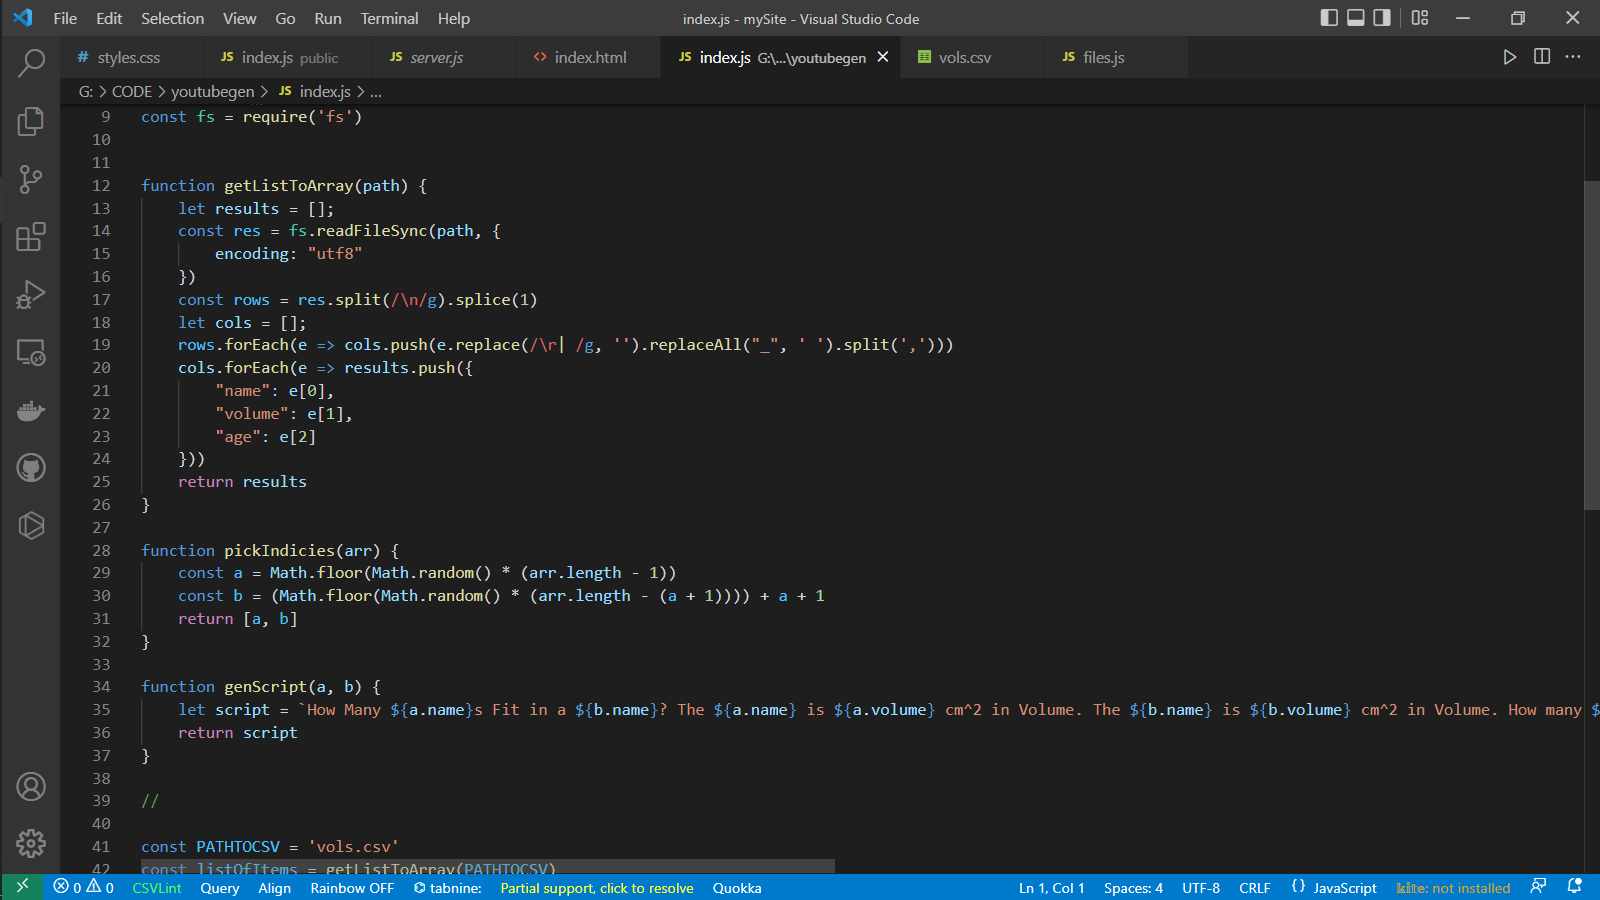 File Edit Selection View Go Run Terminal Help index.js - mySite - Visual Studio Code
# styles.css JS index.js public JS server.js <> index.html JS index.js G:\...\youtubegen vols.csv JS files.js
G: > CODE > youtubegen > JS index.js > ...
9 const fs = require('fs')
10
11
12 function getListToArray(path) {
13 let results = [];
14 const res = fs.readFileSync(path, {
15 encoding: "utf8"
16 })
17 const rows = res.split(/\n/g).splice(1)
18 let cols = [];
19 rows.forEach(e => cols.push(e.replace(/\r| /g, '').replaceAll("_", ' ').split(',')))
20 cols.forEach(e => results.push({
21 "name": e[0],
22 "volume": e[1],
23 "age": e[2]
24 }))
25 return results
26 }
27
28 function pickIndicies(arr) {
29 const a = Math.floor(Math.random() * (arr.length - 1))
30 const b = (Math.floor(Math.random() * (arr.length - (a + 1)))) + a + 1
31 return [a, b]
32 }
33
34 function genScript(a, b) {
35 let script = `How Many ${a.name}s Fit in a ${b.name}? The ${a.name} is ${a.volume} cm^2 in Volume. The ${b.name} is ${b.volume} cm^2 in Volume. How many $
36 return script
37 }
38
39 //
40
41 const PATHTOCSV = 'vols.csv'
42 const listOfItems = getListToArray(PATHTOCSV)
0 0 CSVLint Query Align Rainbow OFF tabnine: Partial support, click to resolve Quokka Ln 1, Col 1 Spaces: 4 UTF-8 CRLF {} JavaScript kite: not installed